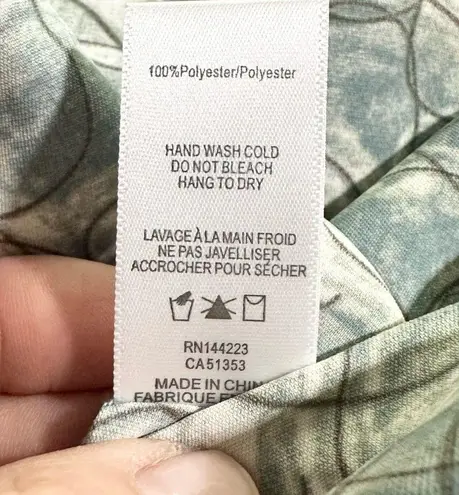 100%Polyester/Polyester
HAND WASH COLD
DO NOT BLEACH
HANG TO DRY
LAVAGE À LA MAIN FROID
NE PAS JAVELLISER
ACCROCHER POUR SÉCHER
RN144223
CA51353
MADE IN
FABRIQUE